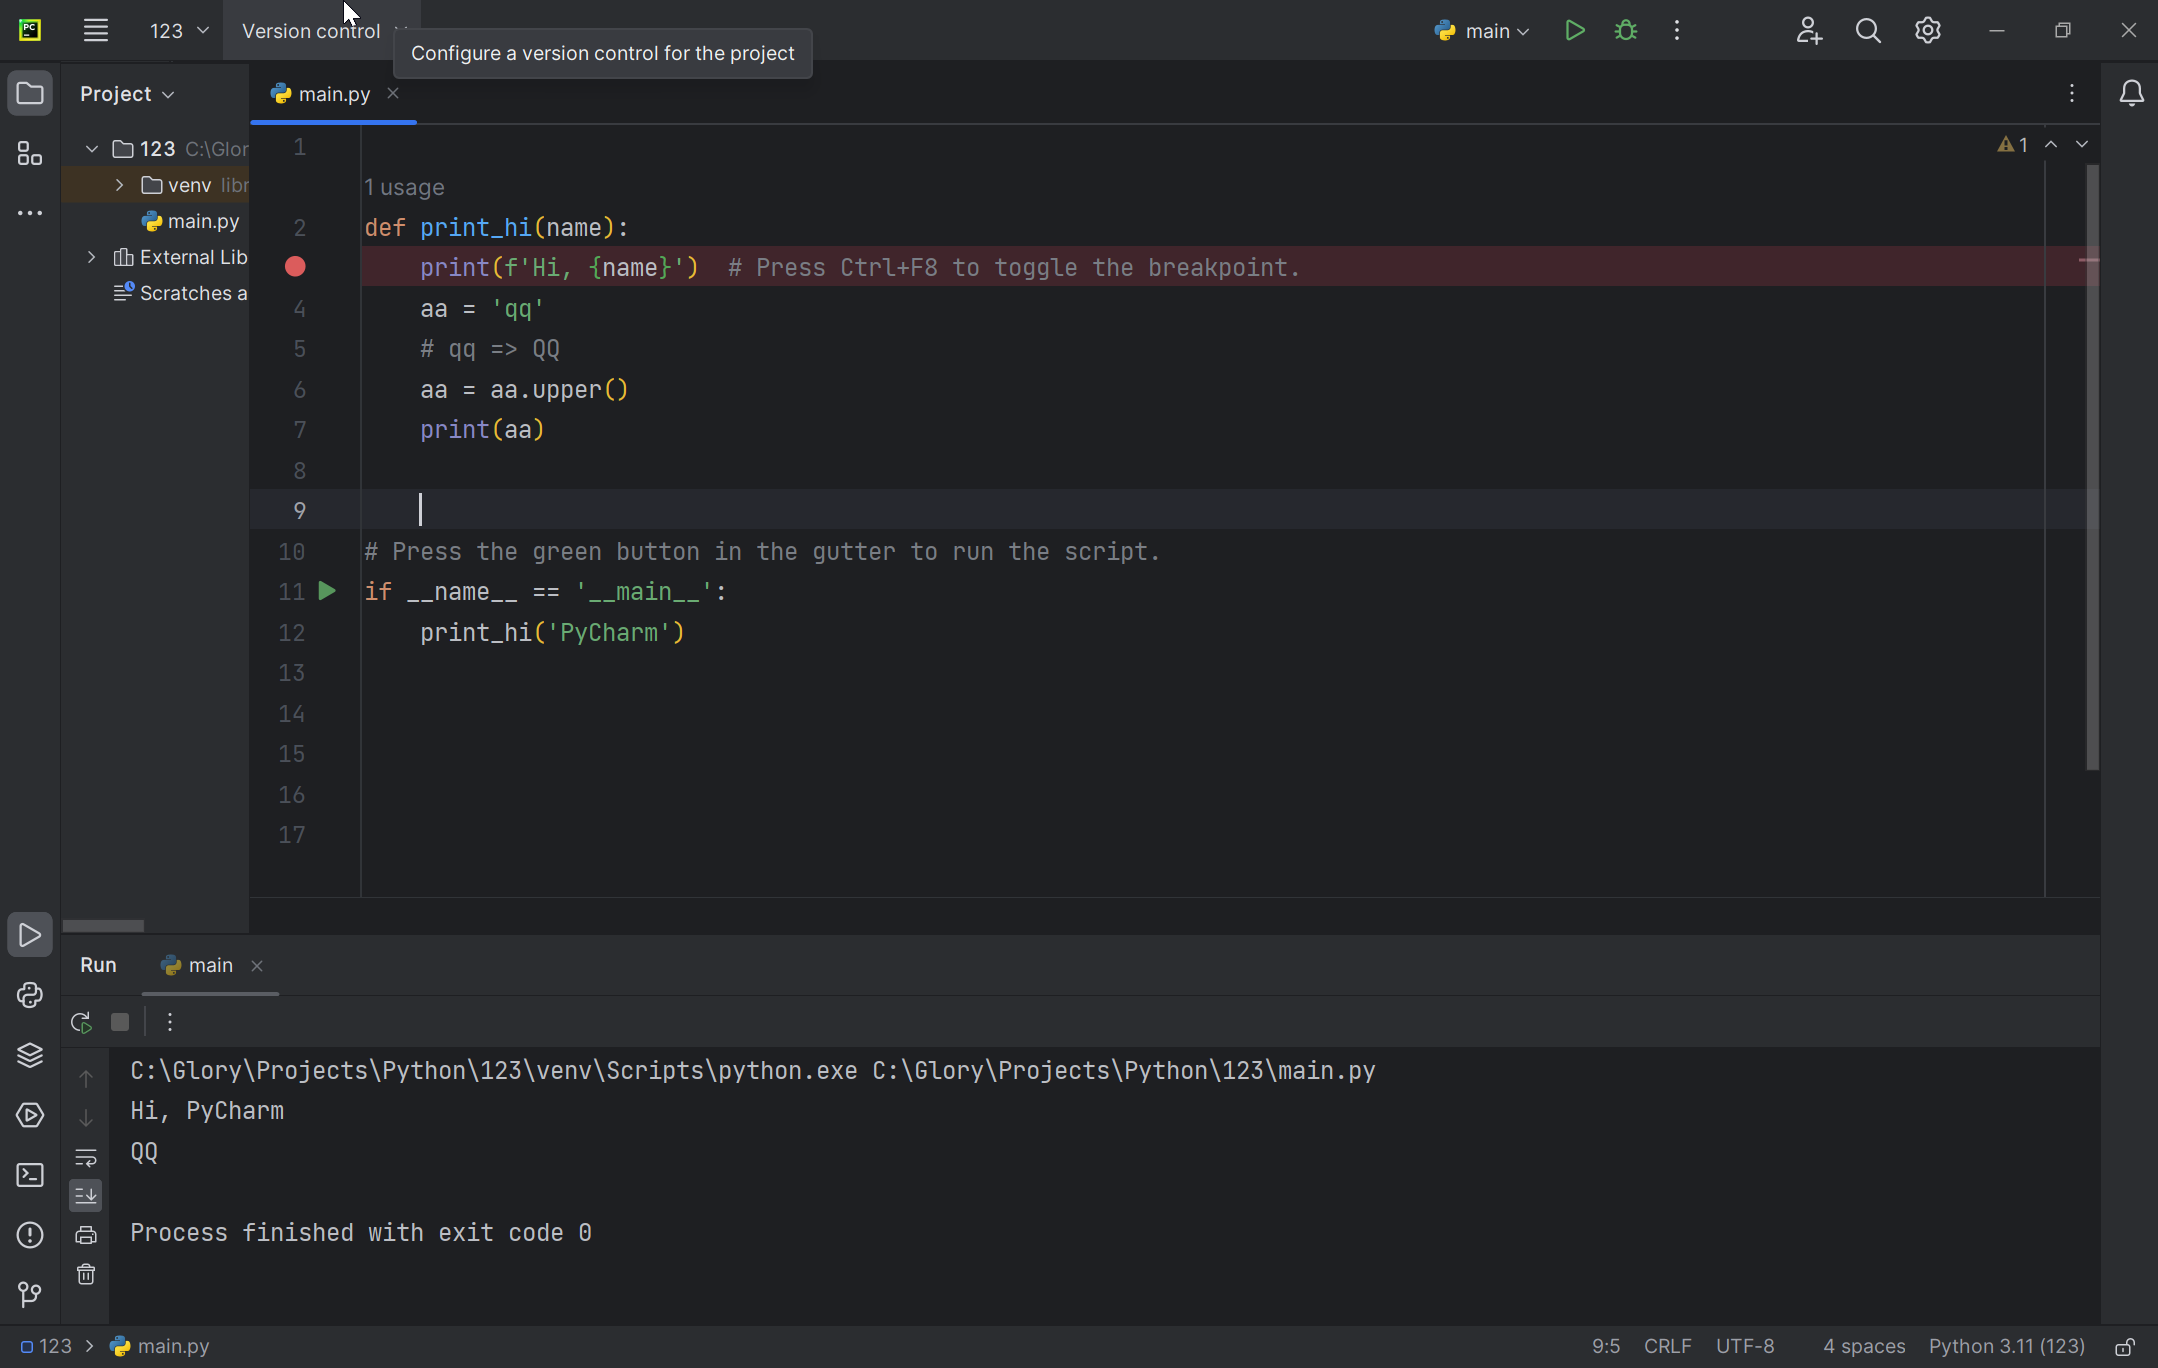 PC
123
Version control
main
Configure a version control for the project
Project
main.py
123 C:\Glor
venv libr
main.py
External Lib
Scratches a
1
1 usage
2 def print_hi(name):
print(f'Hi, {name}')  # Press Ctrl+F8 to toggle the breakpoint.
4 aa = 'qq'
5 # qq => QQ
6 aa = aa.upper()
7 print(aa)
8
9
10 # Press the green button in the gutter to run the script.
11 if __name__ == '__main__':
12 print_hi('PyCharm')
13
14
15
16
17
1
Run
main
C:\Glory\Projects\Python\123\venv\Scripts\python.exe C:\Glory\Projects\Python\123\main.py
Hi, PyCharm
QQ
Process finished with exit code 0
123 > main.py
9:5 CRLF UTF-8 4 spaces Python 3.11 (123)